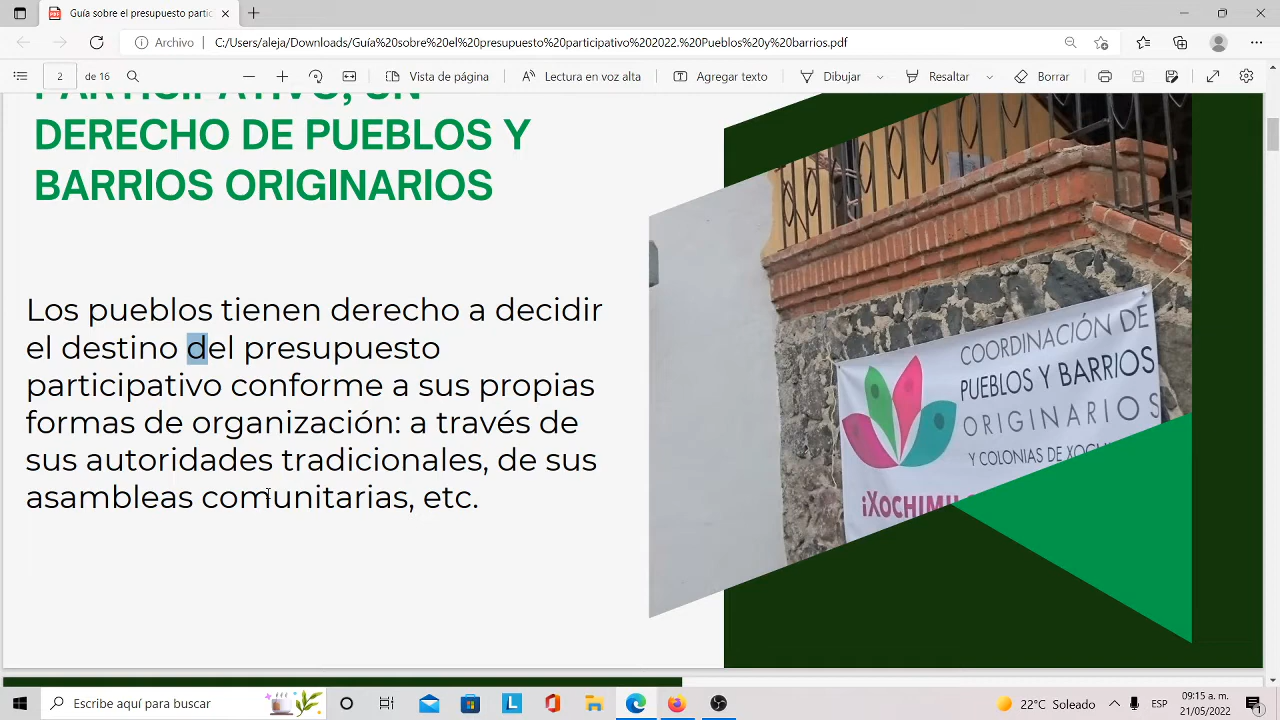 Guía sobre el presupuesto partic
Archivo
C:/Users/aleja/Downloads/Guía%20sobre%20el%20presupuesto%20participativo%202022.%20Pueblos%20y%20barrios.pdf
2 de 16
Vista de página
Lectura en voz alta
Agregar texto
Dibujar
Resaltar
Borrar
PARTICIPATIVO, UN
DERECHO DE PUEBLOS Y
BARRIOS ORIGINARIOS
Los pueblos tienen derecho a decidir
el destino del presupuesto
participativo conforme a sus propias
formas de organización: a través de
sus autoridades tradicionales, de sus
asambleas comunitarias, etc.
COORDINACIÓN DE
PUEBLOS Y BARRIOS
ORIGINARIOS
Y COLONIAS DE
Escribe aquí para buscar
22°C Soleado
ESP
09:15 a. m.
21/05/2022
1